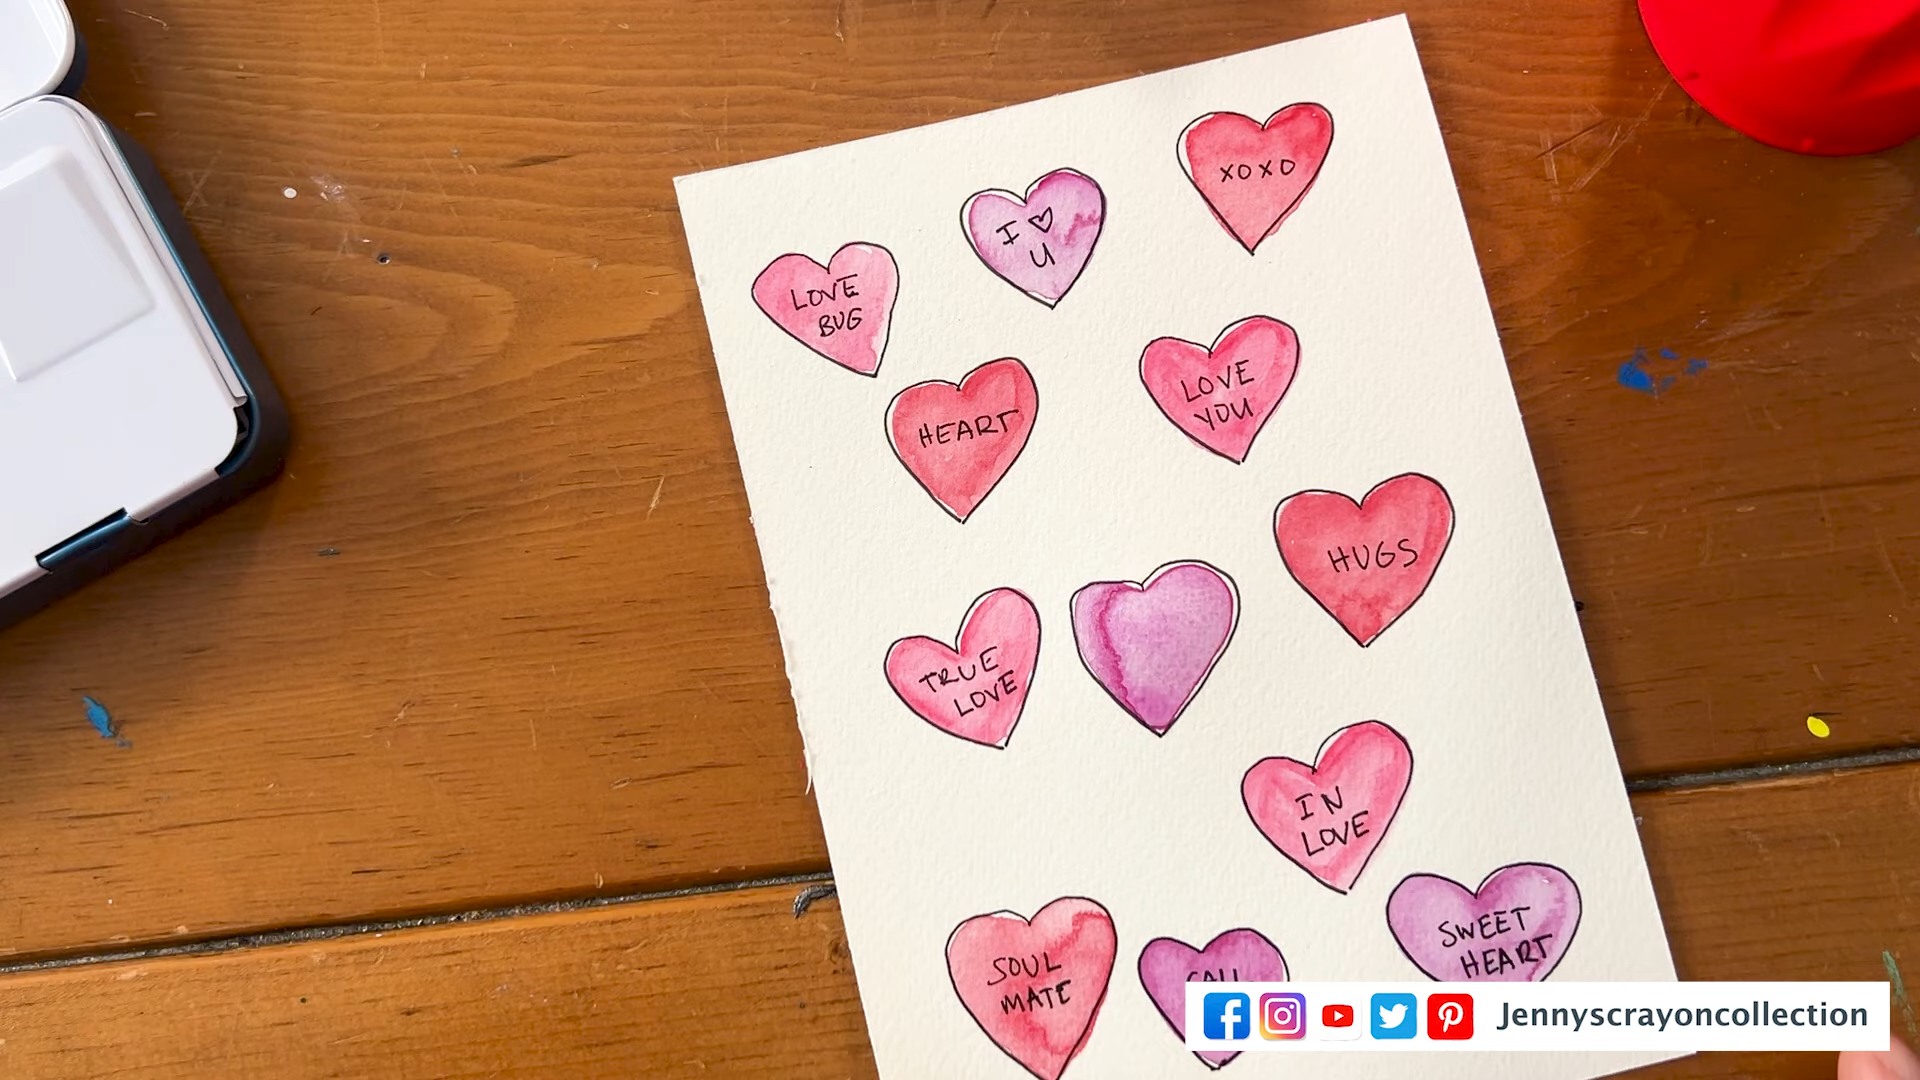 XOXO
I ♡
U
LOVE
BUG
LOVE
YOU
HEART
HUGS
TRUE
LOVE
IN
LOVE
SWEET
HEART
SOUL
MATE
Jennyscrayoncollection